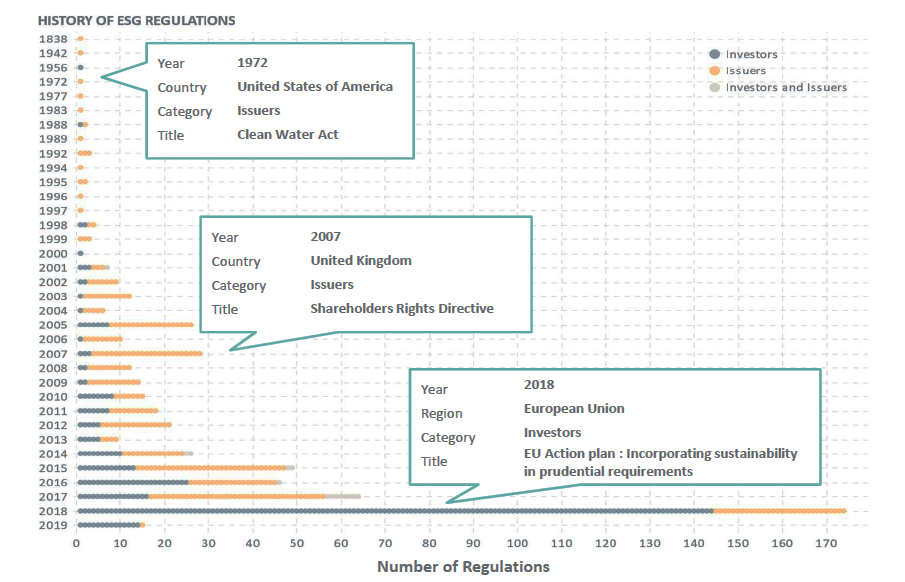 HISTORY OF ESG REGULATIONS
1838
1942
1956
1972
1977
1983
1988
1989
1992
1994
1995
1996
1997
1998
1999
2000
2001
2002
2003
2004
2005
2006
2007
2008
2009
2010
2011
2012
2013
2014
2015
2016
2017
2018
2019
Investors
Issuers
Investors and Issuers
Year 1972
Country United States of America
Category Issuers
Title Clean Water Act
Year 2007
Country United Kingdom
Category Issuers
Title Shareholders Rights Directive
Year 2018
Region European Union
Category Investors
Title EU Action plan : Incorporating sustainability
in prudential requirements
0 10 20 30 40 50 60 70 80 90 100 110 120 130 140 150 160 170
Number of Regulations